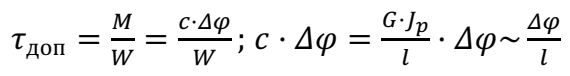 τ_доп = M/W = c·Δφ/W ; c · Δφ = G·J_p/l · Δφ~Δφ/l